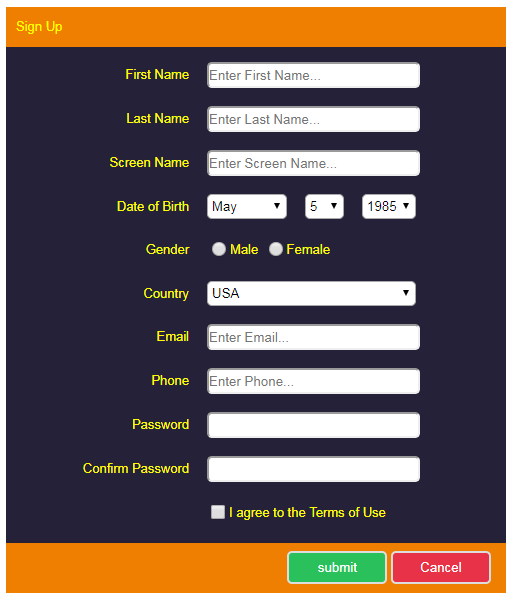 Sign Up
First Name Enter First Name...
Last Name Enter Last Name...
Screen Name Enter Screen Name...
Date of Birth May 5 1985
Gender Male Female
Country USA
Email Enter Email...
Phone Enter Phone...
Password
Confirm Password
I agree to the Terms of Use
submit Cancel